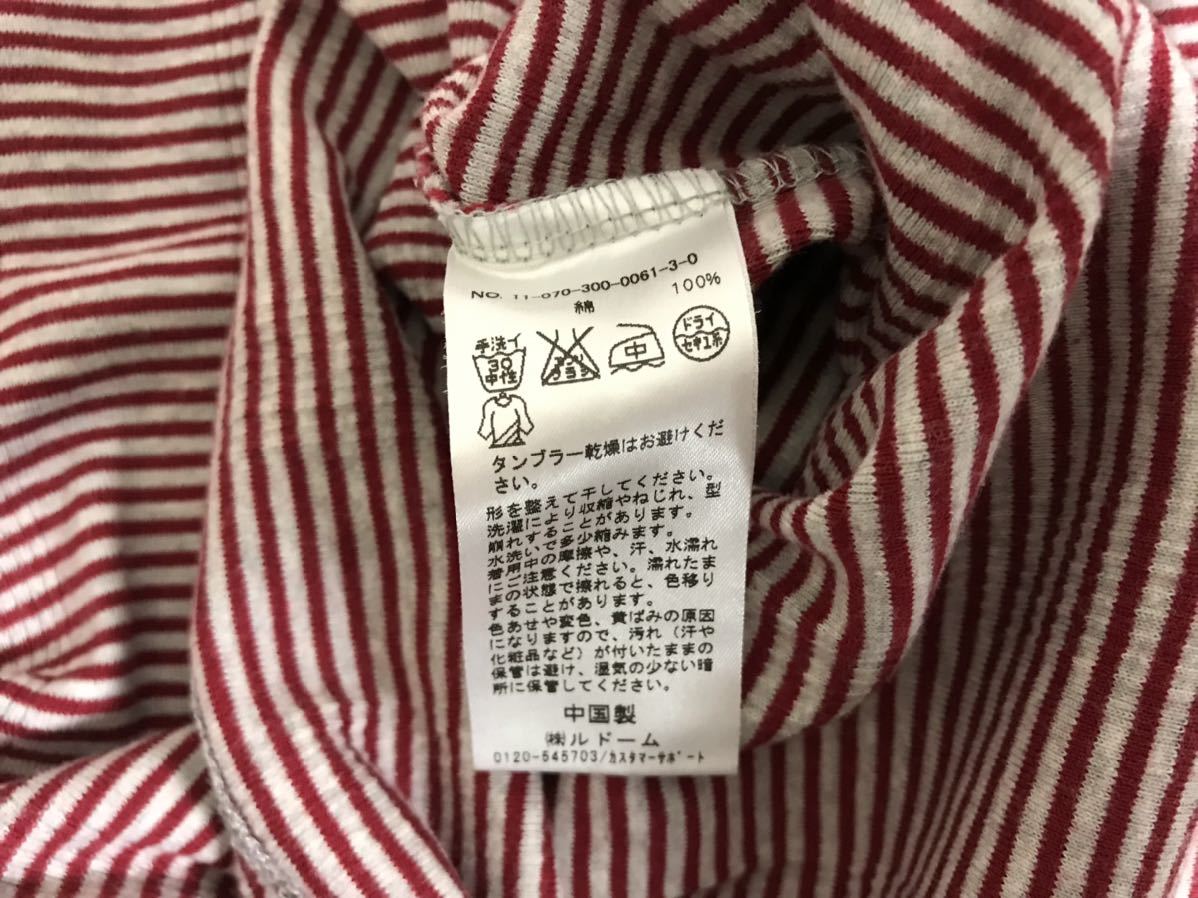 NO. 11-070-300-0061-3-0
綿 100%
手洗イ
30
中性
エンソ
サラシ
中
ドライ
セキユ系
タンブラー乾燥はお避けくだ
さい。
形を整えて干してください。
洗濯により収縮やねじれ、型
崩れすることがあります。
水洗いで多少縮みます。
着用中の摩擦や、汗、水濡れ
にご注意ください。濡れたま
まの状態で擦れると、色移り
することがあります。
色あせや変色、黄ばみの原因
になりますので、汚れ（汗や
化粧品など）が付いたままの
保管は避け、湿気の少ない暗
所に保管してください。
中国製
㈱ルドーム
0120-545703/ｶｽﾀﾏｰｻﾎﾟｰﾄ